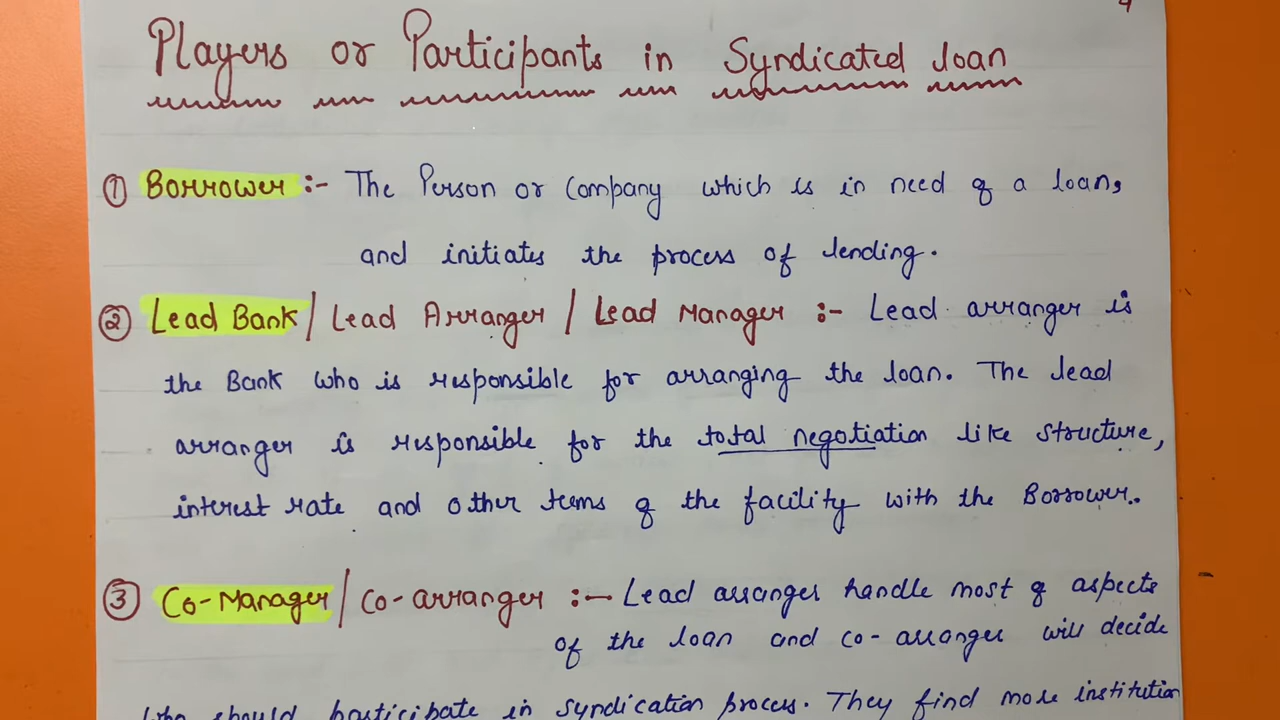 4
Players or Participants in Syndicated loan
① Borrower :- The Person or Company which is in need of a loan,
and initiates the process of lending.
② Lead Bank / Lead Arranger / Lead Manager :- Lead arranger is
the Bank who is responsible for arranging the loan. The lead
arranger is responsible for the total negotiation like structure,
interest rate and other terms of the facility with the Borrower.
③ Co-Manager / Co-arranger :- Lead arranger handle most of aspects
of the loan and co-arranger will decide
who should participate in syndication process. They find more institution